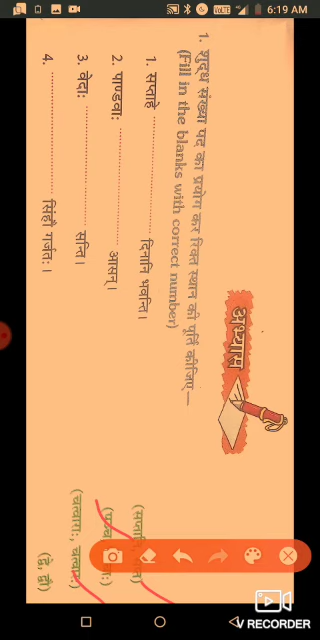 6:19 AM
VoLTE
अभ्यास
1. शुद्ध संख्या पद का प्रयोग कर रिक्त स्थान की पूर्ति कीजिए—
(Fill in the blanks with correct number)
1. सप्ताहे .................... दिनानि भवन्ति।
2. पाण्डवाः .................... आसन्।
3. वेदाः .................... सन्ति। (चत्वारः, चत्वाः)
4. .................... सिंहौ गर्जतः। (द्वे, द्वौ)
V RECORDER